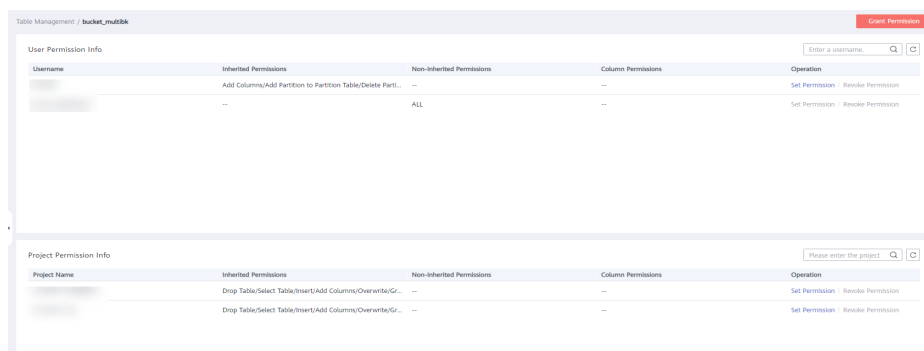 Table Management / bucket_multibk
Grant Permission
User Permission Info
Enter a username.
Username Inherited Permissions Non-Inherited Permissions Column Permissions Operation
Add Columns/Add Partition to Partition Table/Delete Parti... -- -- Set Permission | Revoke Permission
-- ALL -- Set Permission | Revoke Permission
Project Permission Info
Please enter the project
Project Name Inherited Permissions Non-Inherited Permissions Column Permissions Operation
Drop Table/Select Table/Insert/Add Columns/Overwrite/Gr... -- -- Set Permission | Revoke Permission
Drop Table/Select Table/Insert/Add Columns/Overwrite/Gr... -- -- Set Permission | Revoke Permission